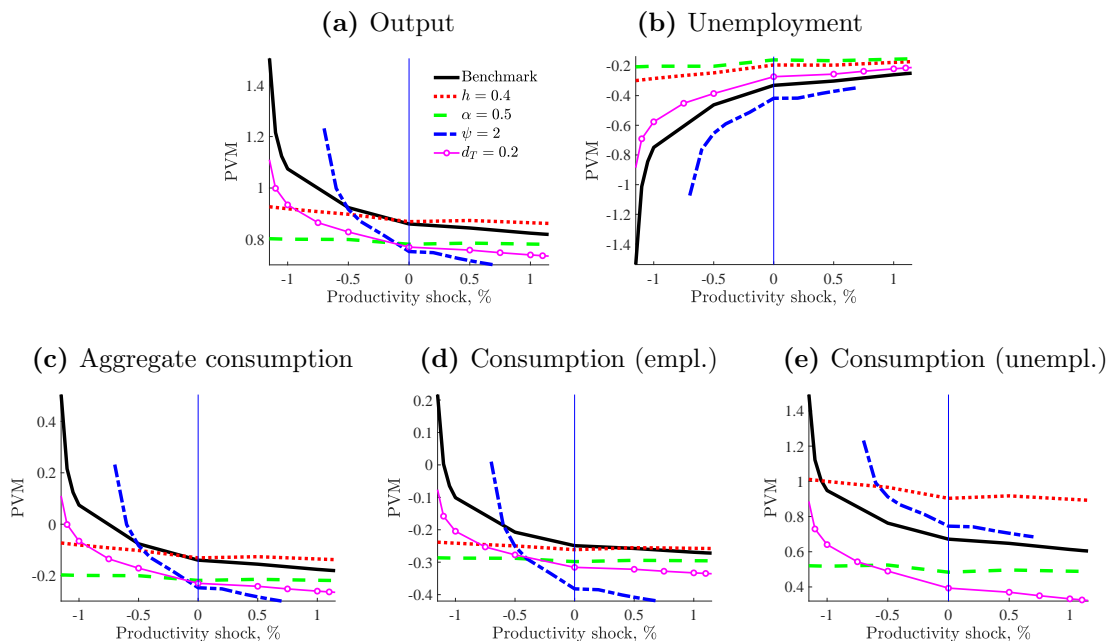 (a) Output
PVM
1.4
1.2
1
0.8
Benchmark
h = 0.4
α = 0.5
ψ = 2
d_T = 0.2
-1 -0.5 0 0.5 1
Productivity shock, %
(b) Unemployment
PVM
-0.2
-0.4
-0.6
-0.8
-1
-1.2
-1.4
-1 -0.5 0 0.5 1
Productivity shock, %
(c) Aggregate consumption
PVM
0.4
0.2
0
-0.2
-1 -0.5 0 0.5 1
Productivity shock, %
(d) Consumption (empl.)
PVM
0.2
0.1
0
-0.1
-0.2
-0.3
-0.4
-1 -0.5 0 0.5 1
Productivity shock, %
(e) Consumption (unempl.)
PVM
1.4
1.2
1
0.8
0.6
0.4
-1 -0.5 0 0.5 1
Productivity shock, %